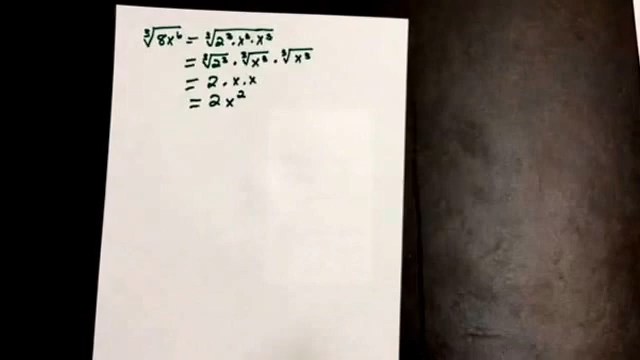 ∛8x⁶ = ∛2³·x³·x³
= ∛2³ · ∛x³ · ∛x³
= 2 · x · x
= 2x²